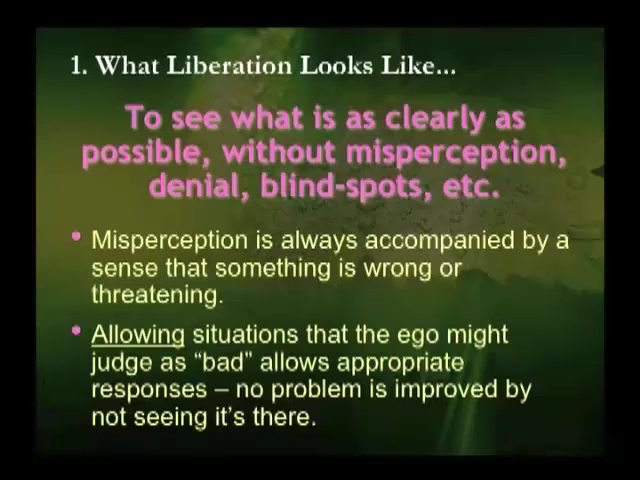 1. What Liberation Looks Like...
To see what is as clearly as
possible, without misperception,
denial, blind-spots, etc.
• Misperception is always accompanied by a
sense that something is wrong or
threatening.
• Allowing situations that the ego might
judge as “bad” allows appropriate
responses – no problem is improved by
not seeing it’s there.